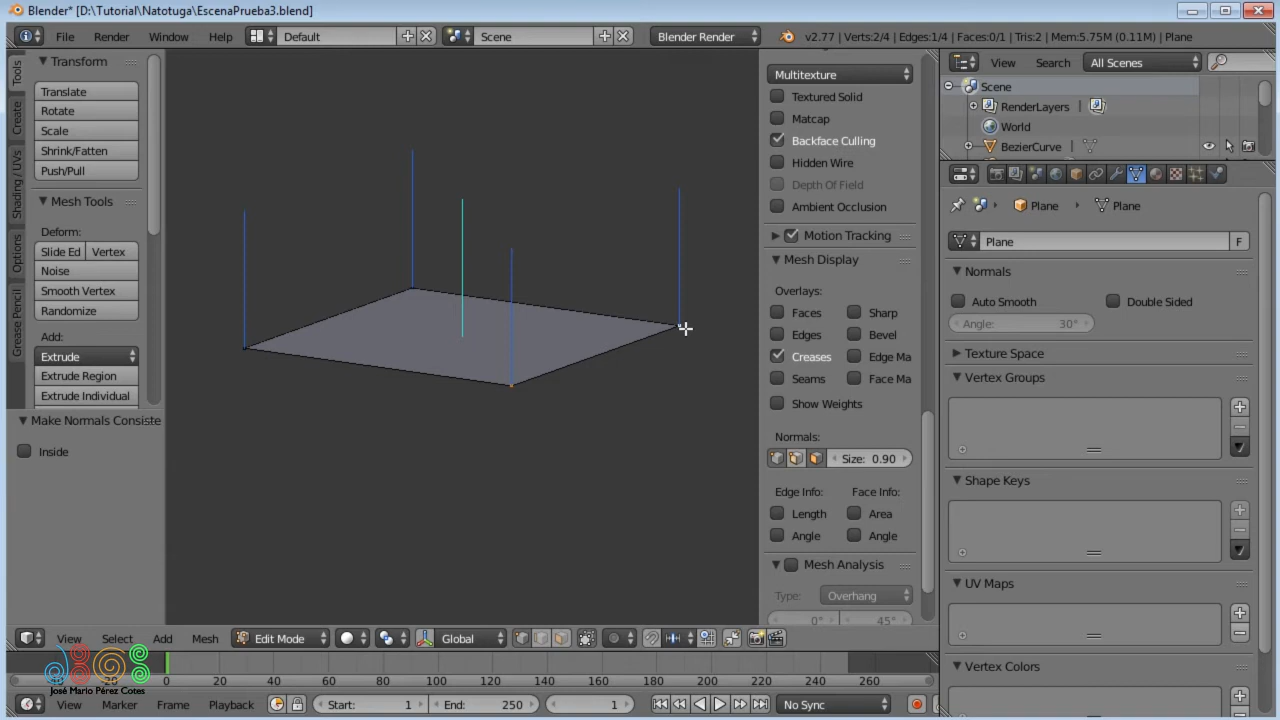 Blender* [D:\Tutorial\Natotuga\EscenaPrueba3.blend]
File Render Window Help Default Scene Blender Render v2.77 | Verts:2/4 | Edges:1/4 | Faces:0/1 | Tris:2 | Mem:5.75M (0.11M) | Plane
Tools
Create
Shading / UVs
Options
Grease Pencil
Transform
Translate
Rotate
Scale
Shrink/Fatten
Push/Pull
Mesh Tools
Deform:
Slide Ed Vertex
Noise
Smooth Vertex
Randomize
Add:
Extrude
Extrude Region
Extrude Individual
Make Normals Consiste
Inside
Multitexture
Textured Solid
Matcap
Backface Culling
Hidden Wire
Depth Of Field
Ambient Occlusion
Motion Tracking
Mesh Display
Overlays:
Faces Sharp
Edges Bevel
Creases Edge Ma
Seams Face Ma
Show Weights
Normals:
Size: 0.90
Edge Info: Face Info:
Length Area
Angle Angle
Mesh Analysis
Type: Overhang
0° 45°
View Search All Scenes
Scene
RenderLayers
World
BezierCurve
Plane Plane
Plane F
Normals
Auto Smooth Double Sided
Angle: 30°
Texture Space
Vertex Groups
Shape Keys
UV Maps
Vertex Colors
View Select Add Mesh Edit Mode Global
0 20 40 60 80 100 120 140 160 180 200 220 240 260
José Mario Pérez Cotes
View Marker Frame Playback Start: 1 End: 250 1 No Sync